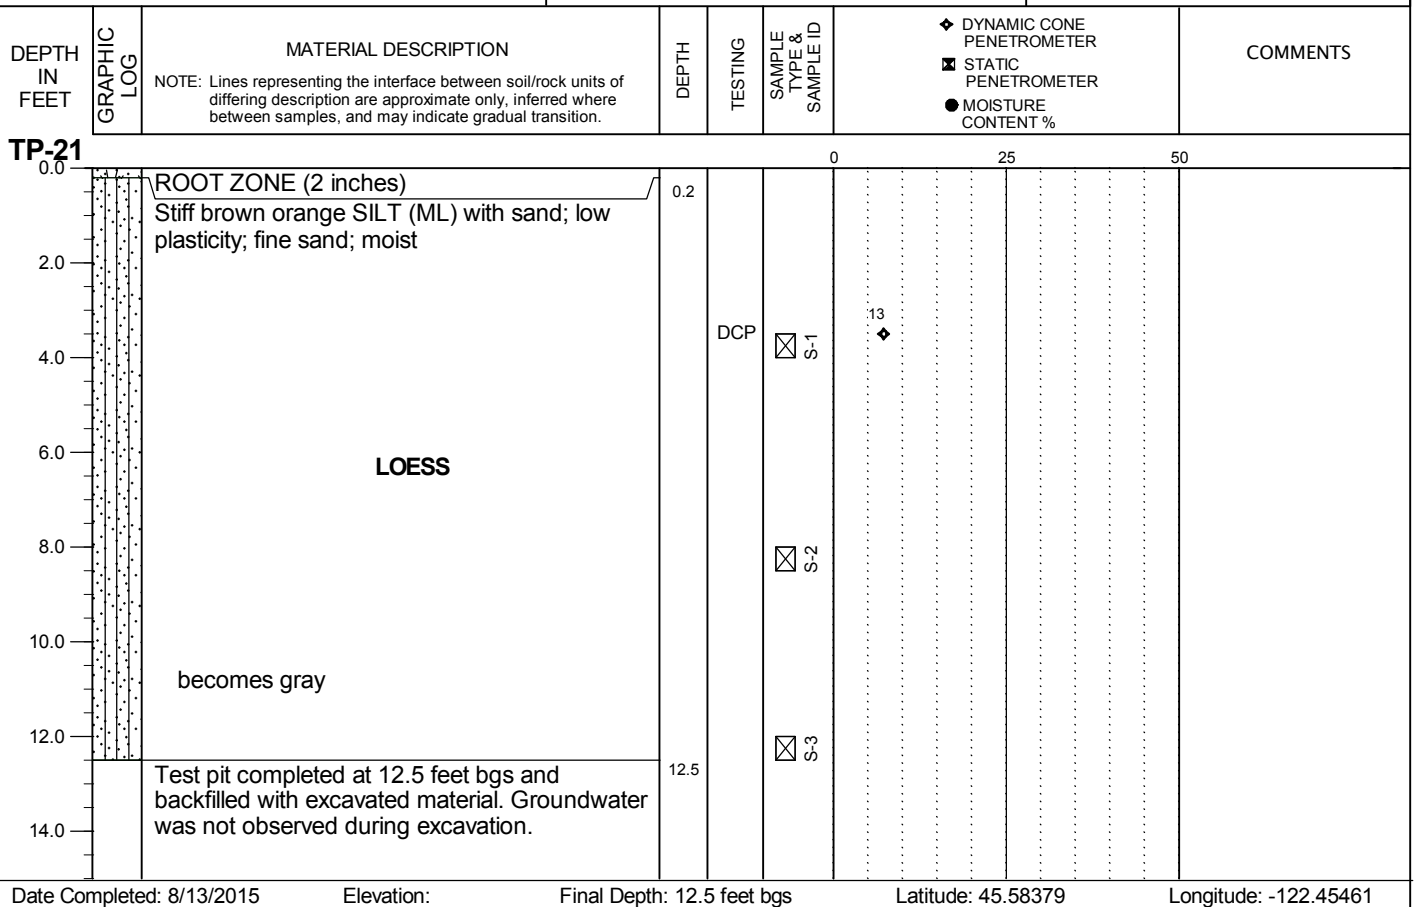 DEPTH
IN
FEET
GRAPHIC
LOG
MATERIAL DESCRIPTION
NOTE: Lines representing the interface between soil/rock units of
differing description are approximate only, inferred where
between samples, and may indicate gradual transition.
DEPTH
TESTING
SAMPLE
TYPE &
SAMPLE ID
DYNAMIC CONE
PENETROMETER
STATIC
PENETROMETER
MOISTURE
CONTENT %
COMMENTS
TP-21
0 25 50
0.0
ROOT ZONE (2 inches)
0.2
Stiff brown orange SILT (ML) with sand; low
plasticity; fine sand; moist
2.0
13
DCP
S-1
4.0
6.0
LOESS
8.0
S-2
10.0
becomes gray
12.0
S-3
Test pit completed at 12.5 feet bgs and
backfilled with excavated material. Groundwater
was not observed during excavation.
12.5
14.0
Date Completed: 8/13/2015 Elevation: Final Depth: 12.5 feet bgs Latitude: 45.58379 Longitude: -122.45461